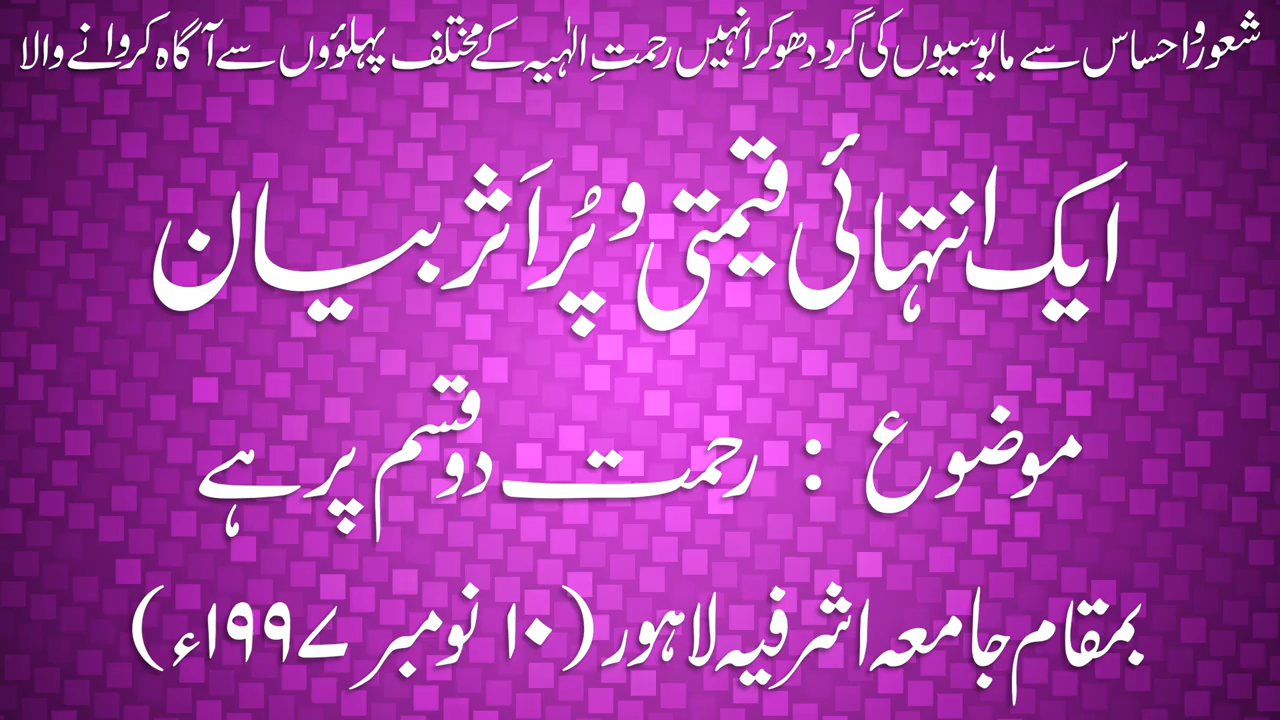 شعور و احساس سے مایوسیوں کی گرد دھو کر انہیں رحمتِ الٰہیہ کے مختلف پہلوؤں سے آگاہ کروانے والا
ایک انتہائی قیمتی و پُر اَثر بیان
موضوع : رحمت دو قسم پر ہے
بمقام جامعہ اشرفیہ لاہور (۱۰ نومبر ۱۹۹۷ء)